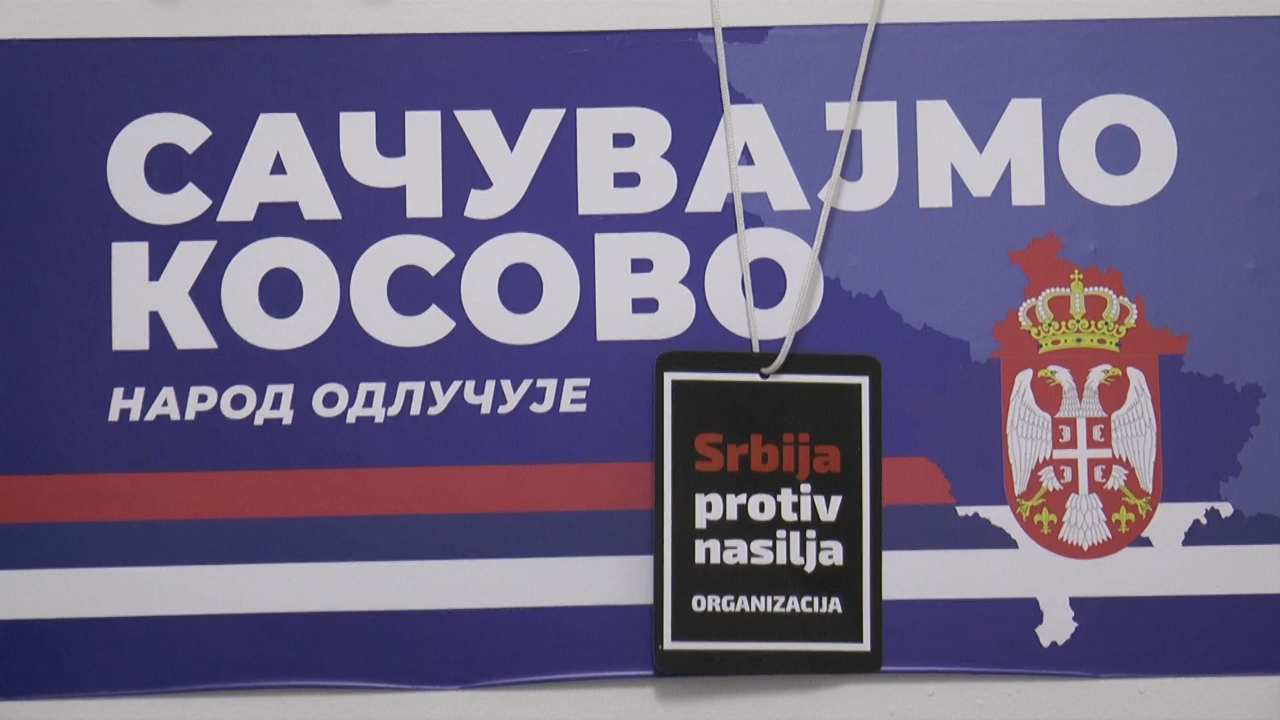 САЧУВАЈМО
КОСОВО
НАРОД ОДЛУЧУЈЕ
Srbija
protiv
nasilja
ORGANIZACIJA